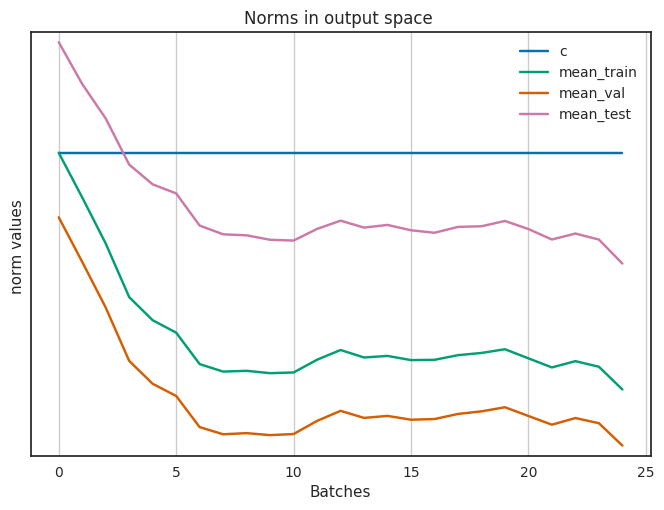 Norms in output space
c
mean_train
mean_val
mean_test
norm values
0
5
10
15
20
25
Batches